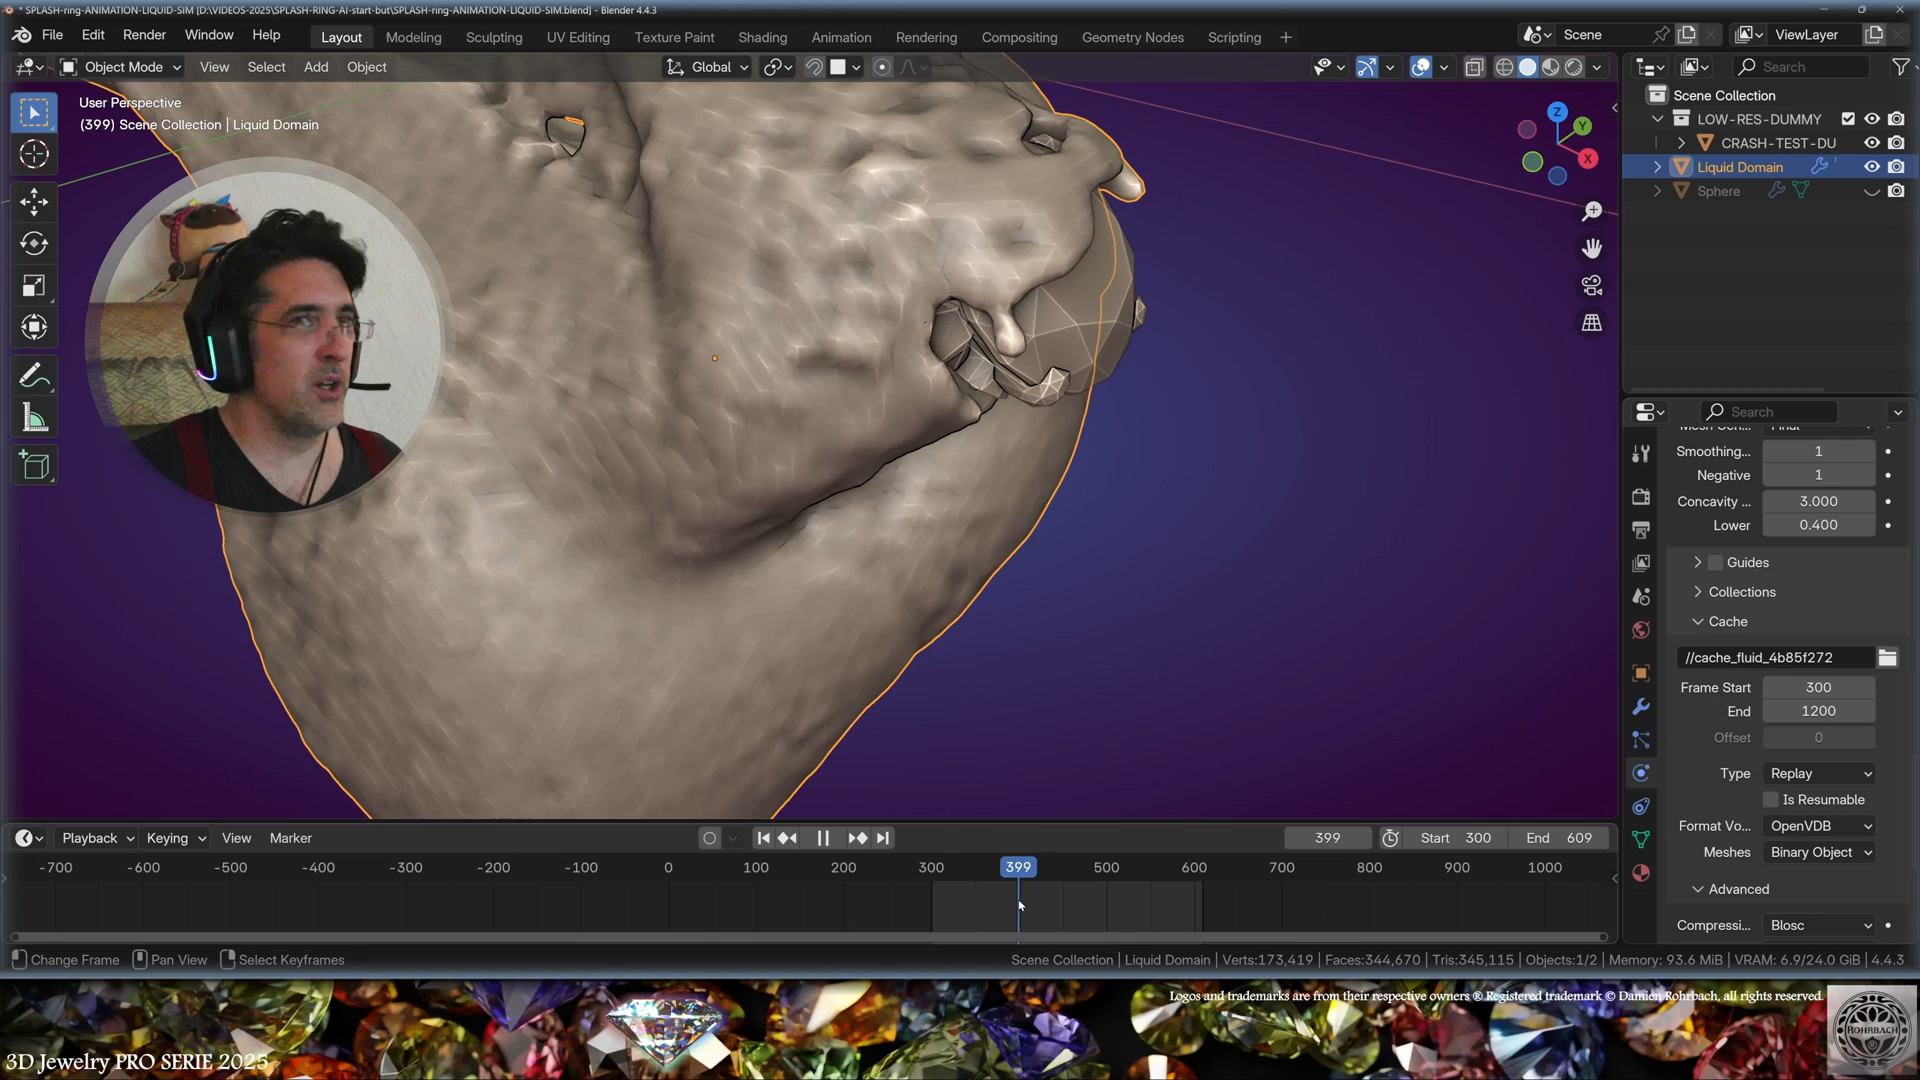 * SPLASH-ring-ANIMATION-LIQUID-SIM [D:\VIDEOS-2025\SPLASH-RING-AI-start-but\SPLASH-ring-ANIMATION-LIQUID-SIM.blend] - Blender 4.4.3
File Edit Render Window Help
Layout Modeling Sculpting UV Editing Texture Paint Shading Animation Rendering Compositing Geometry Nodes Scripting +
Scene
ViewLayer
Object Mode View Select Add Object
Global
Search
User Perspective
(399) Scene Collection | Liquid Domain
Z
Y
X
Scene Collection
LOW-RES-DUMMY
CRASH-TEST-DU
Liquid Domain
Sphere
Search
Smoothing... 1
Negative 1
Concavity ... 3.000
Lower 0.400
Guides
Collections
Cache
//cache_fluid_4b85f272
Frame Start 300
End 1200
Offset 0
Type Replay
Is Resumable
Format Vo... OpenVDB
Meshes Binary Object
Advanced
Compressi... Blosc
Playback Keying View Marker
399 Start 300 End 609
-700 -600 -500 -400 -300 -200 -100 0 100 200 300 399 500 600 700 800 900 1000
Change Frame Pan View Select Keyframes
Scene Collection | Liquid Domain | Verts:173,419 | Faces:344,670 | Tris:345,115 | Objects:1/2 | Memory: 93.6 MiB | VRAM: 6.9/24.0 GiB | 4.4.3
Logos and trademarks are from their respective owners ® Registered trademark © Damien Rohrbach, all rights reserved.
ROHRBACH
3D Jewelry PRO SERIE 2025